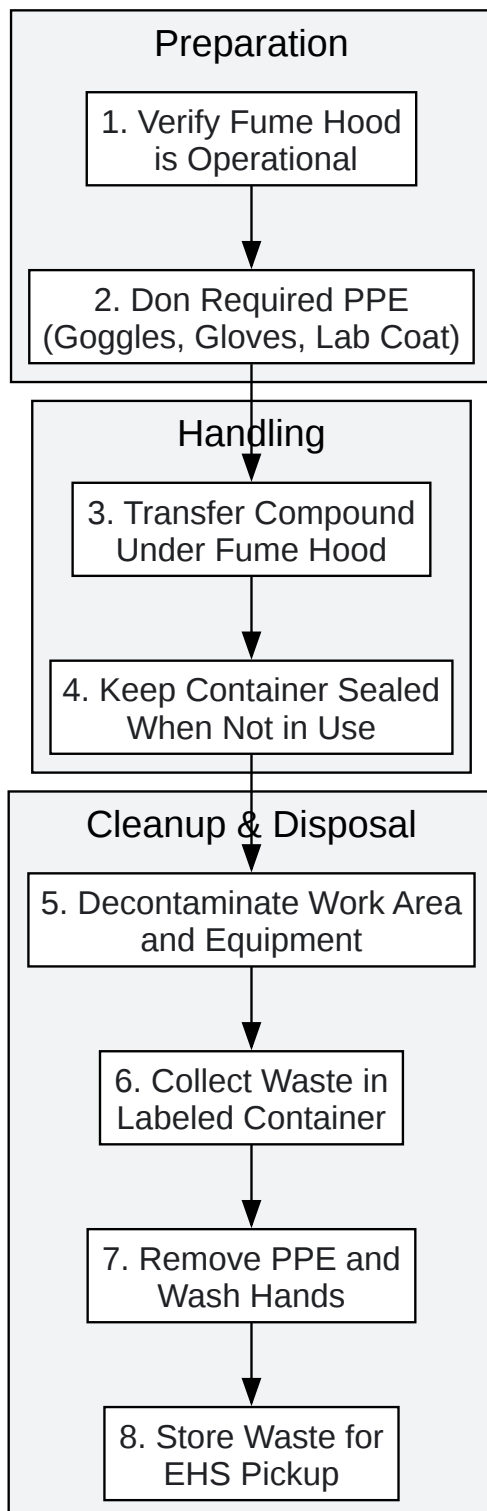 Preparation
1. Verify Fume Hood
is Operational
2. Don Required PPE
(Goggles, Gloves, Lab Coat)
Handling
3. Transfer Compound
Under Fume Hood
4. Keep Container Sealed
When Not in Use
Cleanup & Disposal
5. Decontaminate Work Area
and Equipment
6. Collect Waste in
Labeled Container
7. Remove PPE and
Wash Hands
8. Store Waste for
EHS Pickup